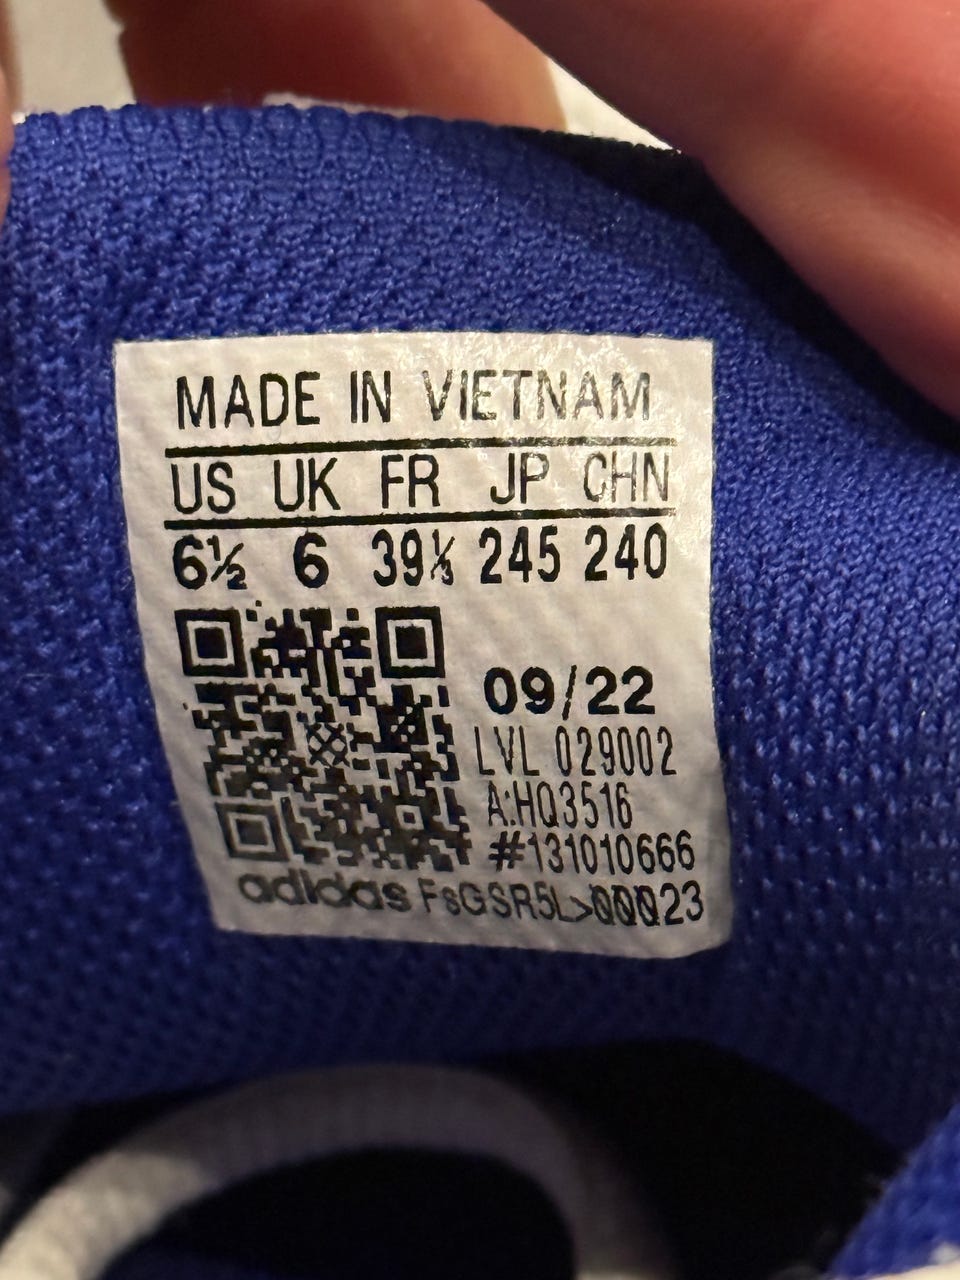 MADE IN VIETNAM
US UK FR JP CHN
6½ 6 39⅓ 245 240
09/22
LVL 029002
A:HQ3516
#131010666
adidas FsGSR5L>00023